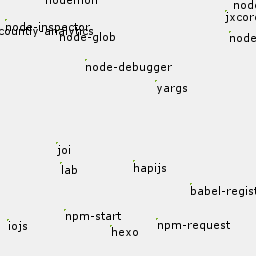 nodemon
node
jxcore
node-inspector
countly-analytics
node-glob
node
node-debugger
yargs
joi
lab
hapijs
babel-regist
npm-start
npm-request
iojs
hexo